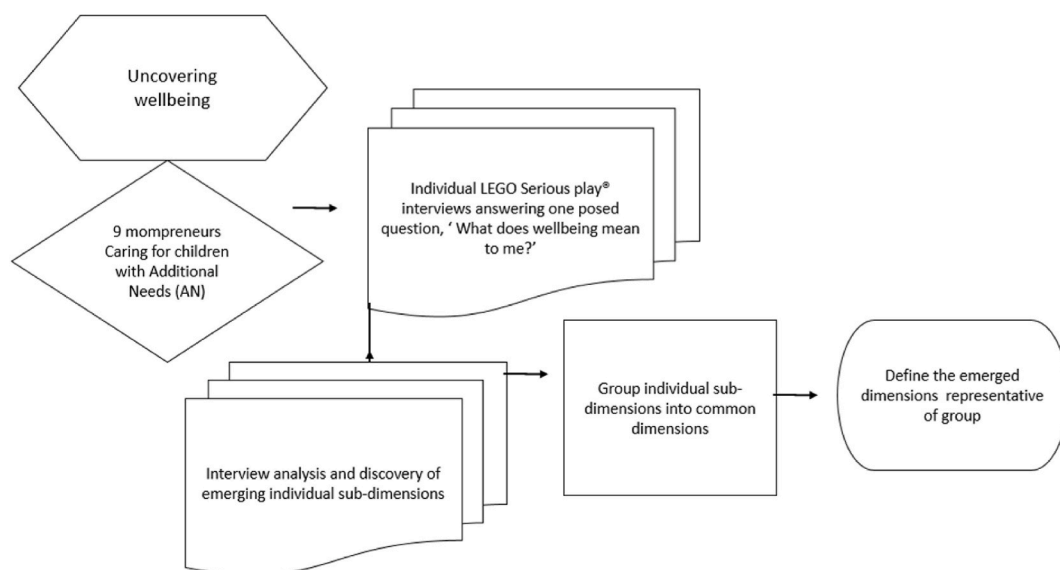 Uncovering
wellbeing
9 mompreneurs
Caring for children
with Additional
Needs (AN)
Individual LEGO Serious play®
interviews answering one posed
question, ‘ What does wellbeing mean
to me?’
Interview analysis and discovery of
emerging individual sub-dimensions
Group individual sub-
dimensions into common
dimensions
Define the emerged
dimensions representative
of group